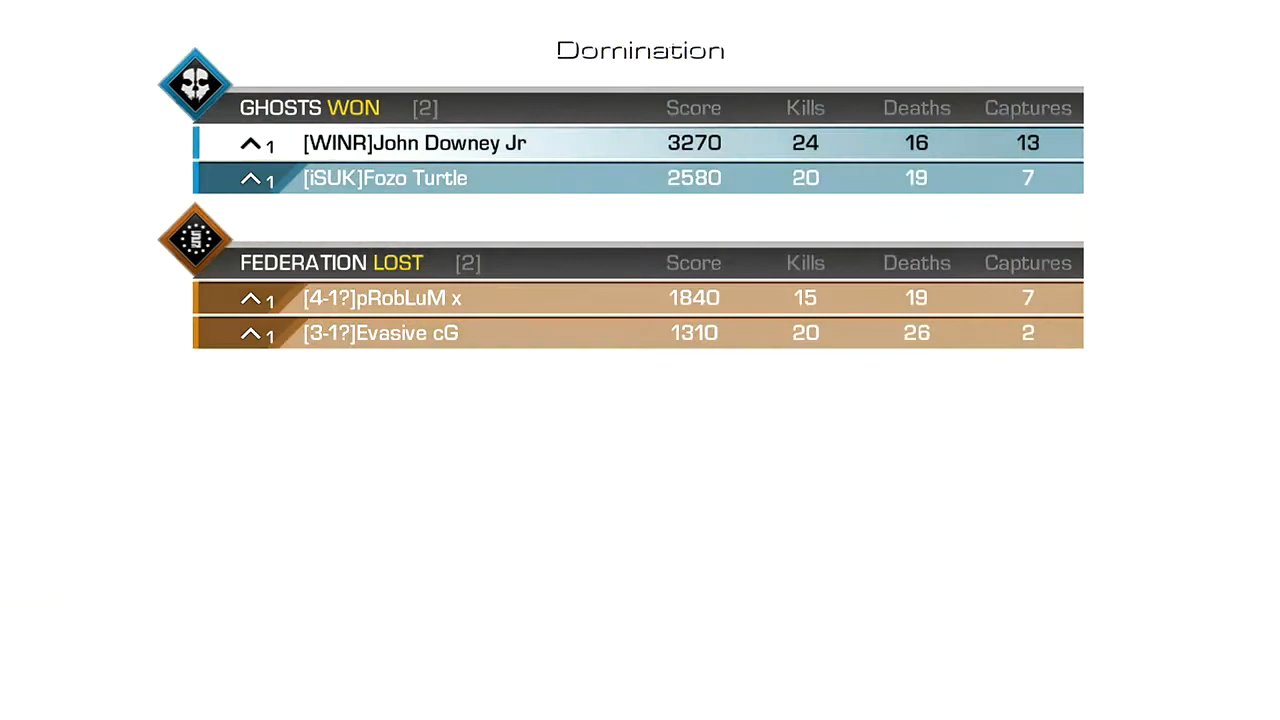 Domination
GHOSTS WON [2] Score Kills Deaths Captures
1 [WINR]John Downey Jr 3270 24 16 13
1 [iSUK]Fozo Turtle 2580 20 19 7
FEDERATION LOST [2] Score Kills Deaths Captures
1 [4-1?]pRobLuM x 1840 15 19 7
1 [3-1?]Evasive cG 1310 20 26 2